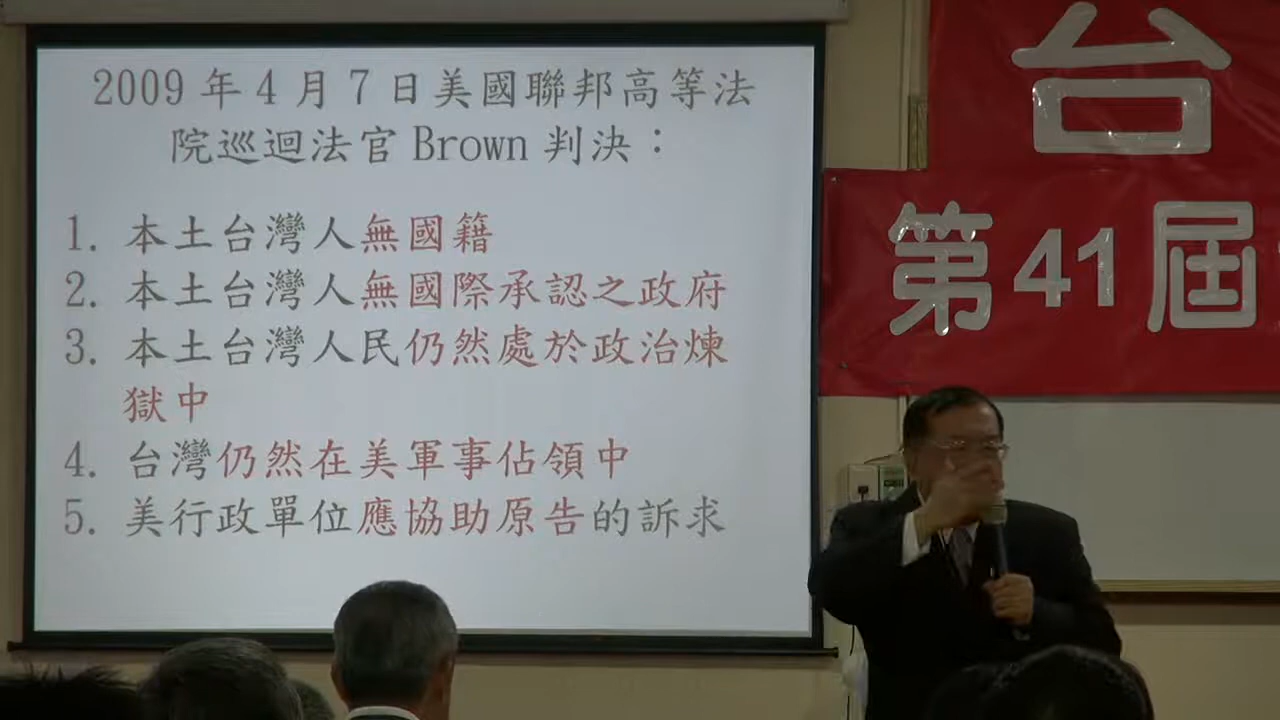 2009 年 4 月 7 日美國聯邦高等法
院巡迴法官 Brown 判決：
1. 本土台灣人無國籍
2. 本土台灣人無國際承認之政府
3. 本土台灣人民仍然處於政治煉
獄中
4. 台灣仍然在美軍事佔領中
5. 美行政單位應協助原告的訴求
台
第41屆